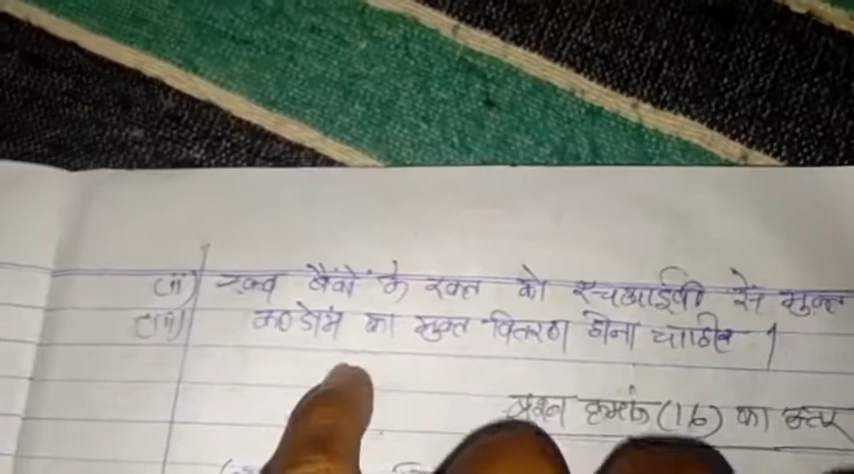 (ii) रक्त बैंकों के रक्त को एचआईवी से मुक्त
(iii) कण्डोम का मुक्त वितरण होना चाहीए ।
प्रश्न क्रमांक (16) का उत्तर